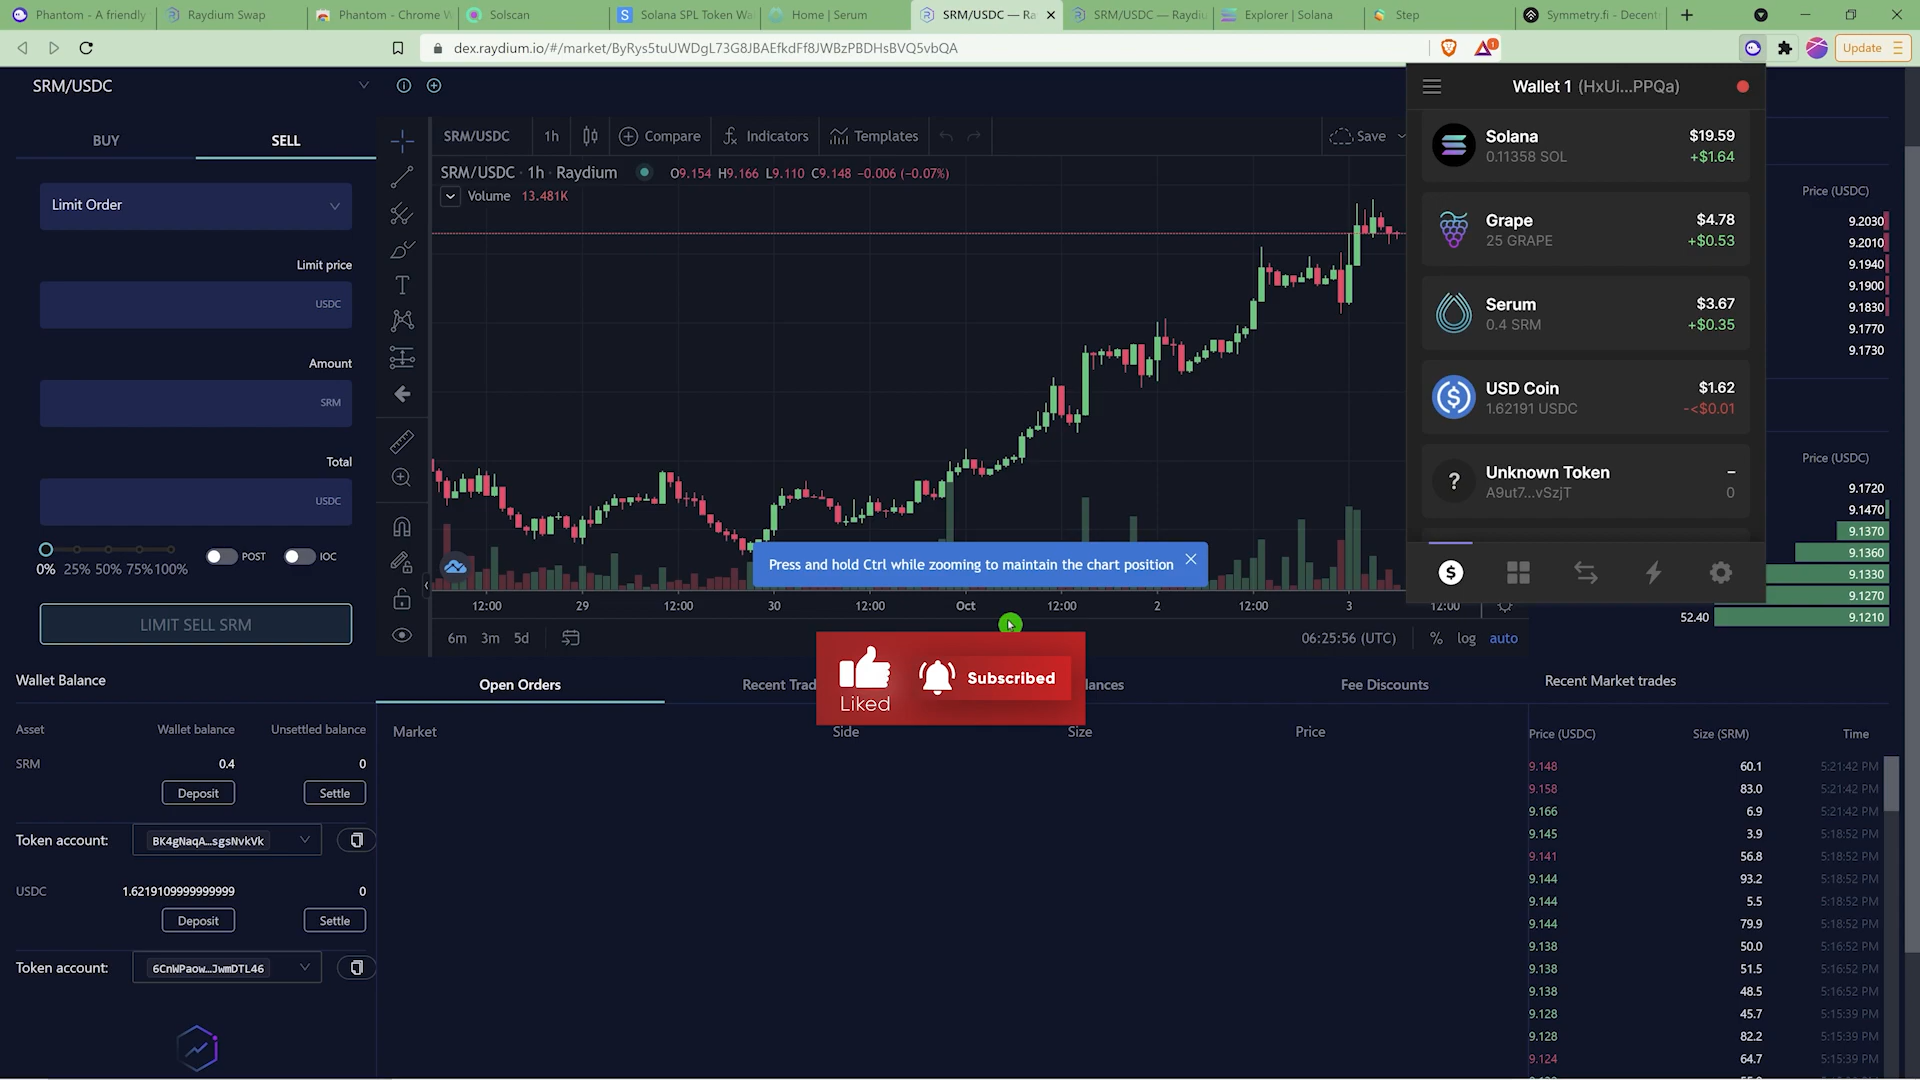 Phantom - A friendly
Raydium Swap
Phantom - Chrome W
Solscan
Solana SPL Token Wa
Home | Serum
SRM/USDC — Ra
SRM/USDC — Raydiu
Explorer | Solana
Step
Symmetry.fi - Decent
dex.raydium.io/#/market/ByRys5tuUWDgL73G8JBAEfkdFf8JWBzPBDHsBVQ5vbQA
1
Update
SRM/USDC
BUY
SELL
Limit Order
Limit price
USDC
Amount
SRM
Total
USDC
0% 25% 50% 75% 100%
POST
IOC
LIMIT SELL SRM
Wallet Balance
Asset
Wallet balance
Unsettled balance
SRM
0.4
0
Deposit
Settle
Token account:
BK4gNaqA…sgsNvkVk
USDC
1.6219109999999999
0
Deposit
Settle
Token account:
6CnWPaow…JwmDTL46
SRM/USDC
1h
Compare
Indicators
Templates
Save
SRM/USDC · 1h · Raydium
O9.154 H9.166 L9.110 C9.148 −0.006 (−0.07%)
Volume 13.481K
Press and hold Ctrl while zooming to maintain the chart position
12:00
29
12:00
30
12:00
Oct
12:00
2
12:00
3
12:00
6m 3m 5d
06:25:56 (UTC)
% log auto
Liked
Subscribed
Open Orders
Recent Trad
lances
Fee Discounts
Market
Side
Size
Price
Wallet 1 (HxUi...PPQa)
Solana
$19.59
0.11358 SOL
+$1.64
Grape
$4.78
25 GRAPE
+$0.53
Serum
$3.67
0.4 SRM
+$0.35
USD Coin
$1.62
1.62191 USDC
-<$0.01
Unknown Token
–
A9ut7...vSzjT
0
Price (USDC)
9.2030
9.2010
9.1940
9.1900
9.1830
9.1770
9.1730
Price (USDC)
9.1720
9.1470
9.1370
9.1360
9.1330
9.1270
52.40
9.1210
Recent Market trades
Price (USDC)
Size (SRM)
Time
9.148 60.1 5:21:42 PM
9.158 83.0 5:21:42 PM
9.166 6.9 5:21:42 PM
9.145 3.9 5:18:52 PM
9.141 56.8 5:18:52 PM
9.144 93.2 5:18:52 PM
9.144 5.5 5:18:52 PM
9.144 79.9 5:18:52 PM
9.138 50.0 5:16:52 PM
9.138 51.5 5:16:52 PM
9.138 48.5 5:16:52 PM
9.128 45.7 5:15:39 PM
9.128 82.2 5:15:39 PM
9.124 64.7 5:15:39 PM